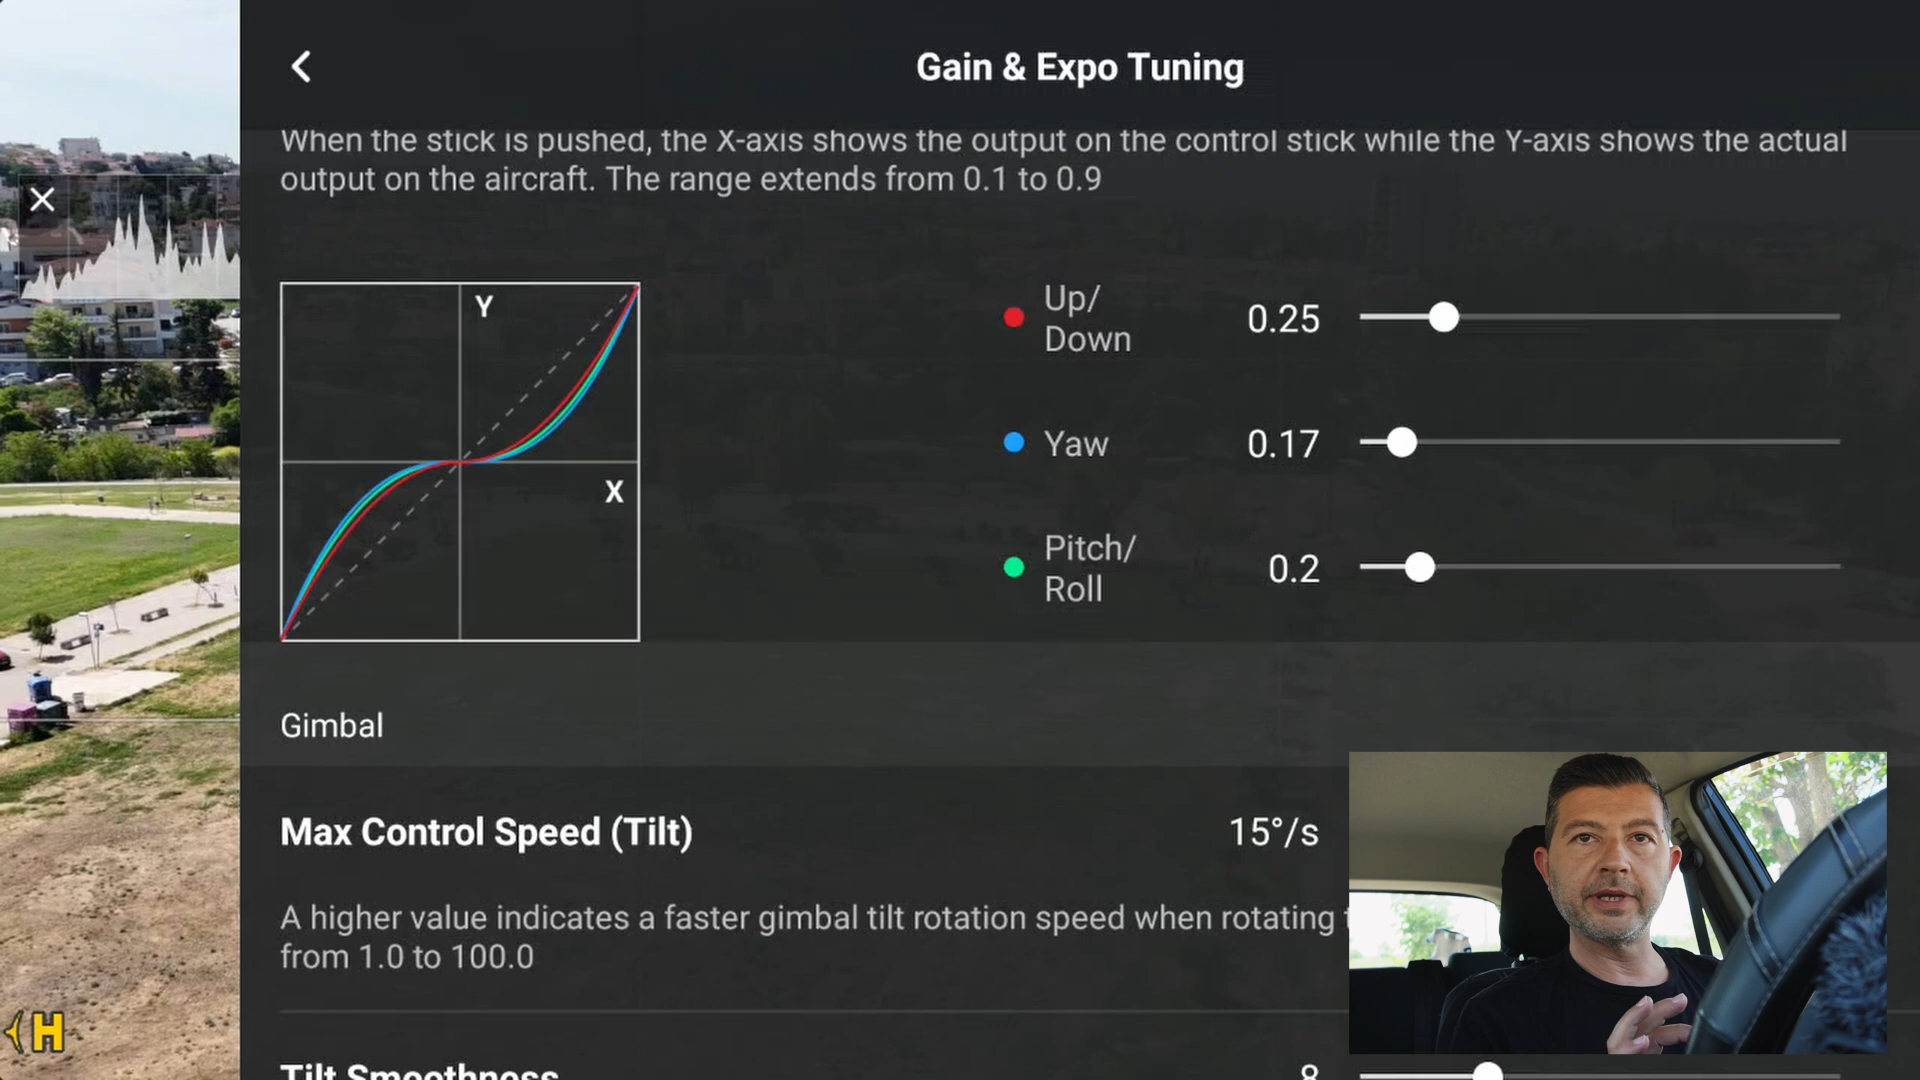 Gain & Expo Tuning
When the stick is pushed, the X-axis shows the output on the control stick while the Y-axis shows the actual
output on the aircraft. The range extends from 0.1 to 0.9
Y
X
Up/
Down
0.25
Yaw
0.17
Pitch/
Roll
0.2
Gimbal
Max Control Speed (Tilt)
15°/s
A higher value indicates a faster gimbal tilt rotation speed when rotating
from 1.0 to 100.0
Tilt Smoothness
8
H